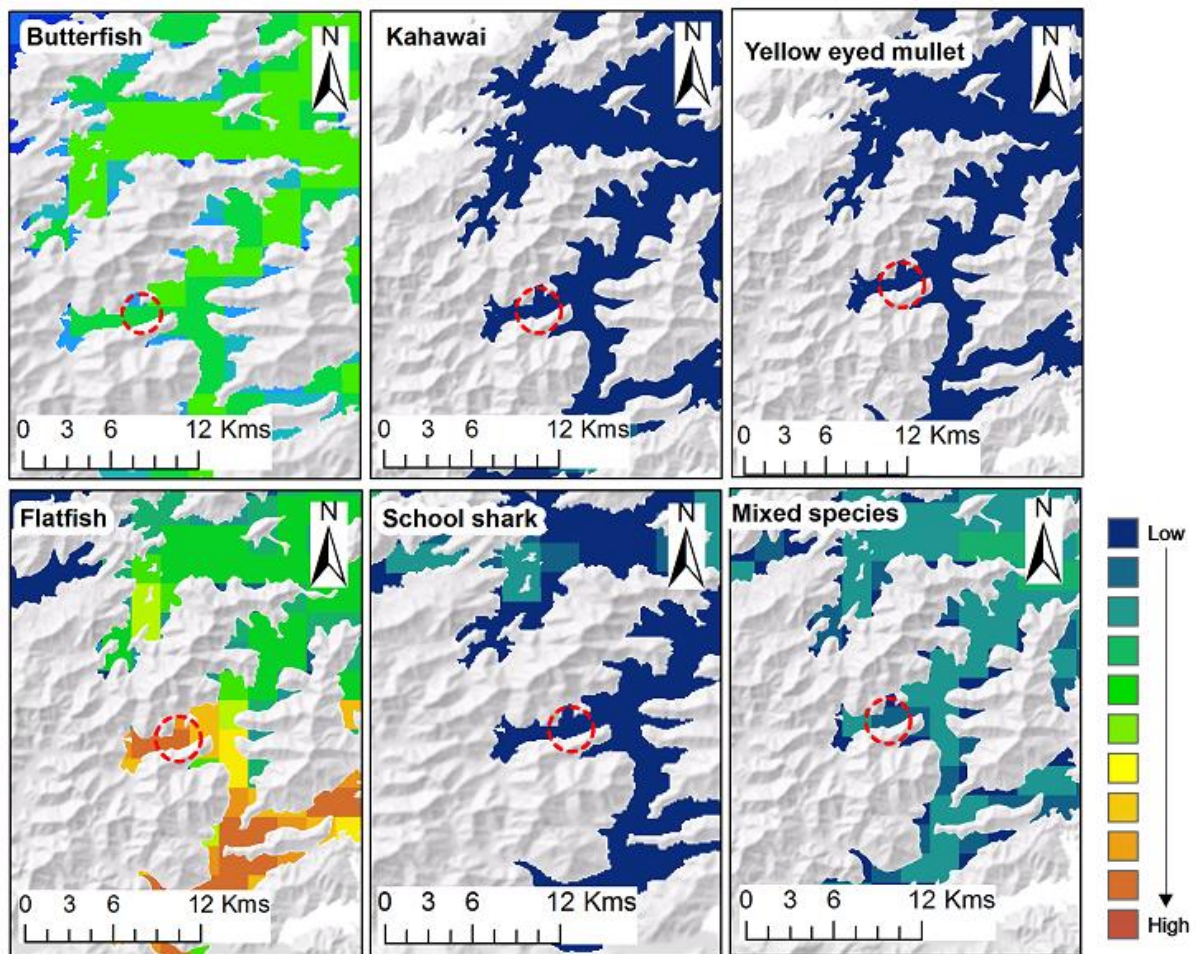 Butterfish
N
0 3 6 12 Kms
Kahawai
N
0 3 6 12 Kms
Yellow eyed mullet
N
0 3 6 12 Kms
Flatfish
N
0 3 6 12 Kms
School shark
N
0 3 6 12 Kms
Mixed species
N
0 3 6 12 Kms
Low
High